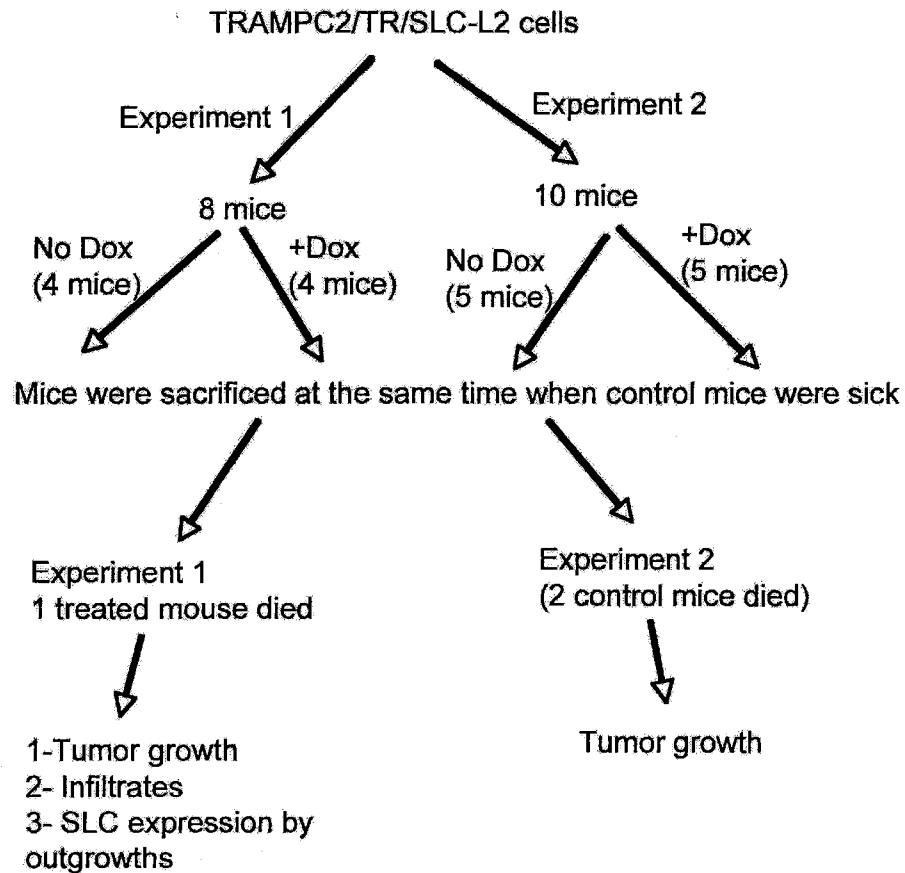 TRAMPC2/TR/SLC-L2 cells
Experiment 1
Experiment 2
8 mice
10 mice
No Dox
(4 mice)
+Dox
(4 mice)
No Dox
(5 mice)
+Dox
(5 mice)
Mice were sacrificed at the same time when control mice were sick
Experiment 1
1 treated mouse died
Experiment 2
(2 control mice died)
1-Tumor growth
2- Infiltrates
3- SLC expression by
outgrowths
Tumor growth